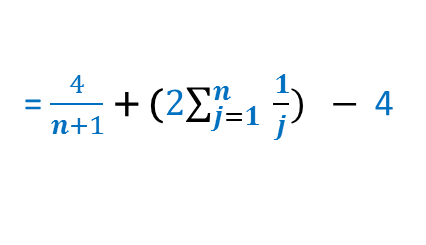 = 4/(n+1) + (2∑_{j=1}^{n} 1/j) − 4